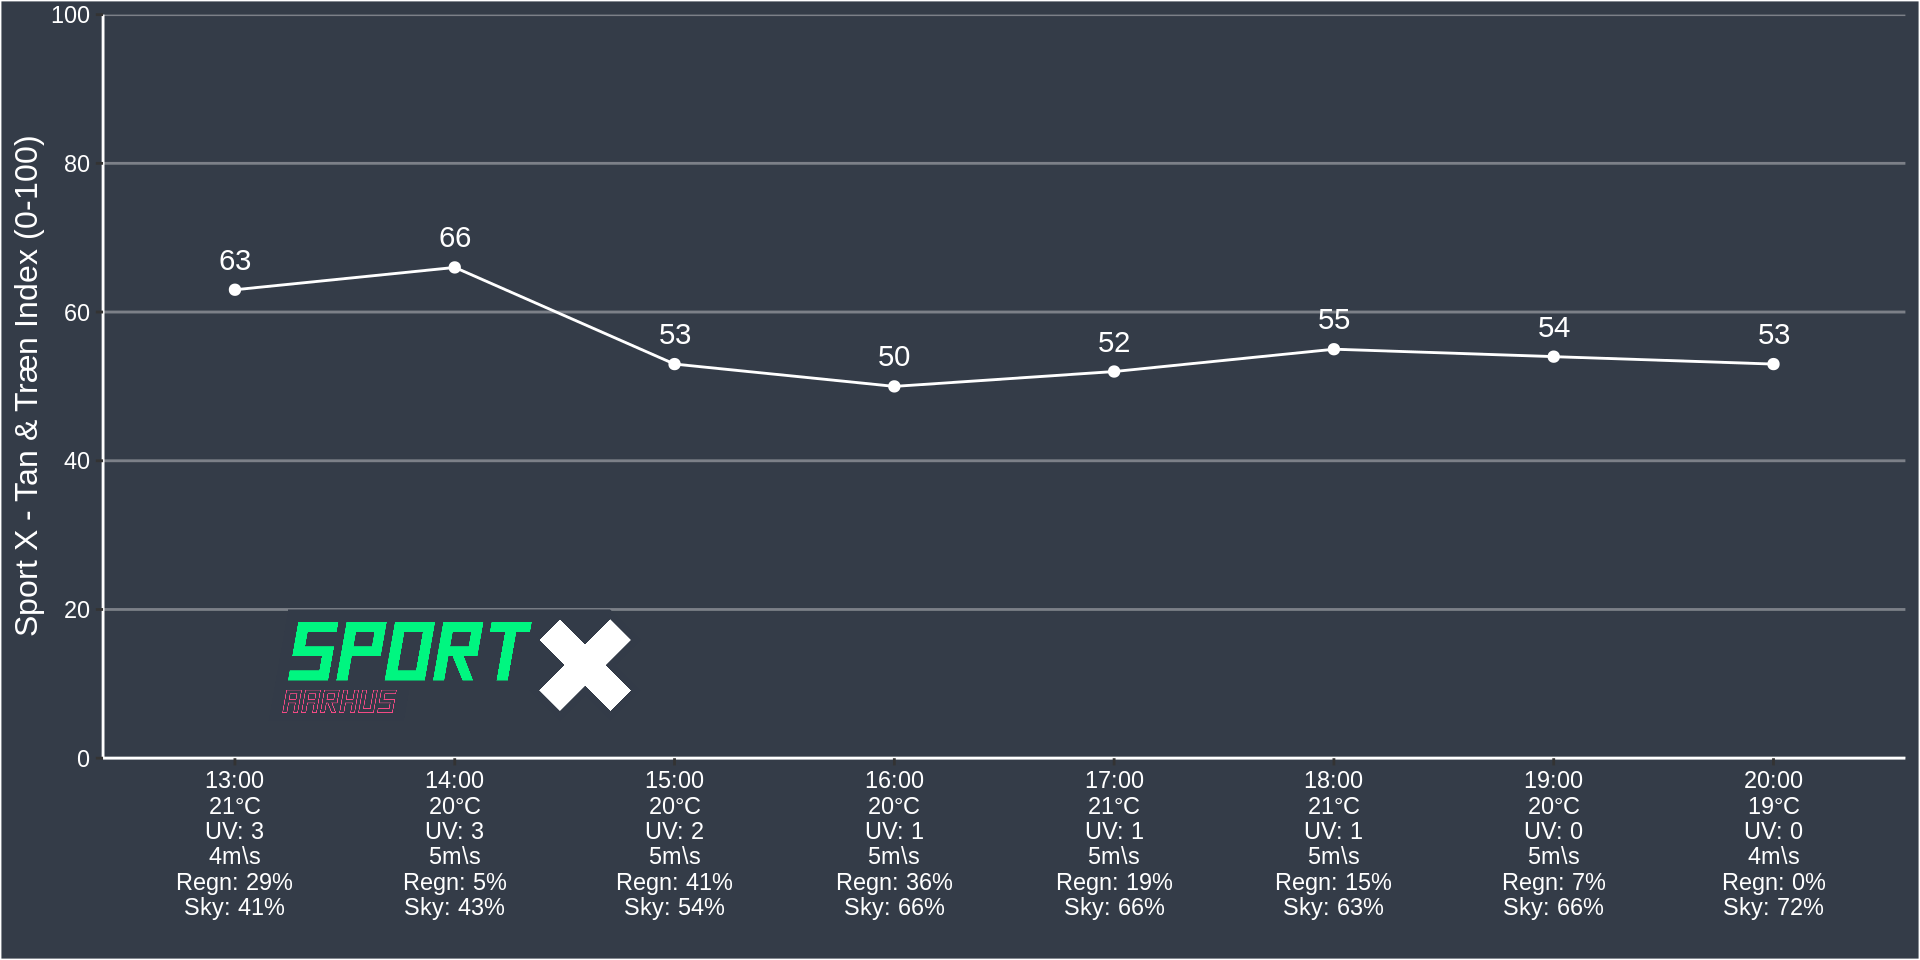 Sport X - Tan & Træn Index (0-100)
100
80
60
40
20
0
63
66
53
50
52
55
54
53
SPORT X
AARHUS
13:00 14:00 15:00 16:00 17:00 18:00 19:00 20:00
21°C 20°C 20°C 20°C 21°C 21°C 20°C 19°C
UV: 3 UV: 3 UV: 2 UV: 1 UV: 1 UV: 1 UV: 0 UV: 0
4m\s 5m\s 5m\s 5m\s 5m\s 5m\s 5m\s 4m\s
Regn: 29% Regn: 5% Regn: 41% Regn: 36% Regn: 19% Regn: 15% Regn: 7% Regn: 0%
Sky: 41% Sky: 43% Sky: 54% Sky: 66% Sky: 66% Sky: 63% Sky: 66% Sky: 72%